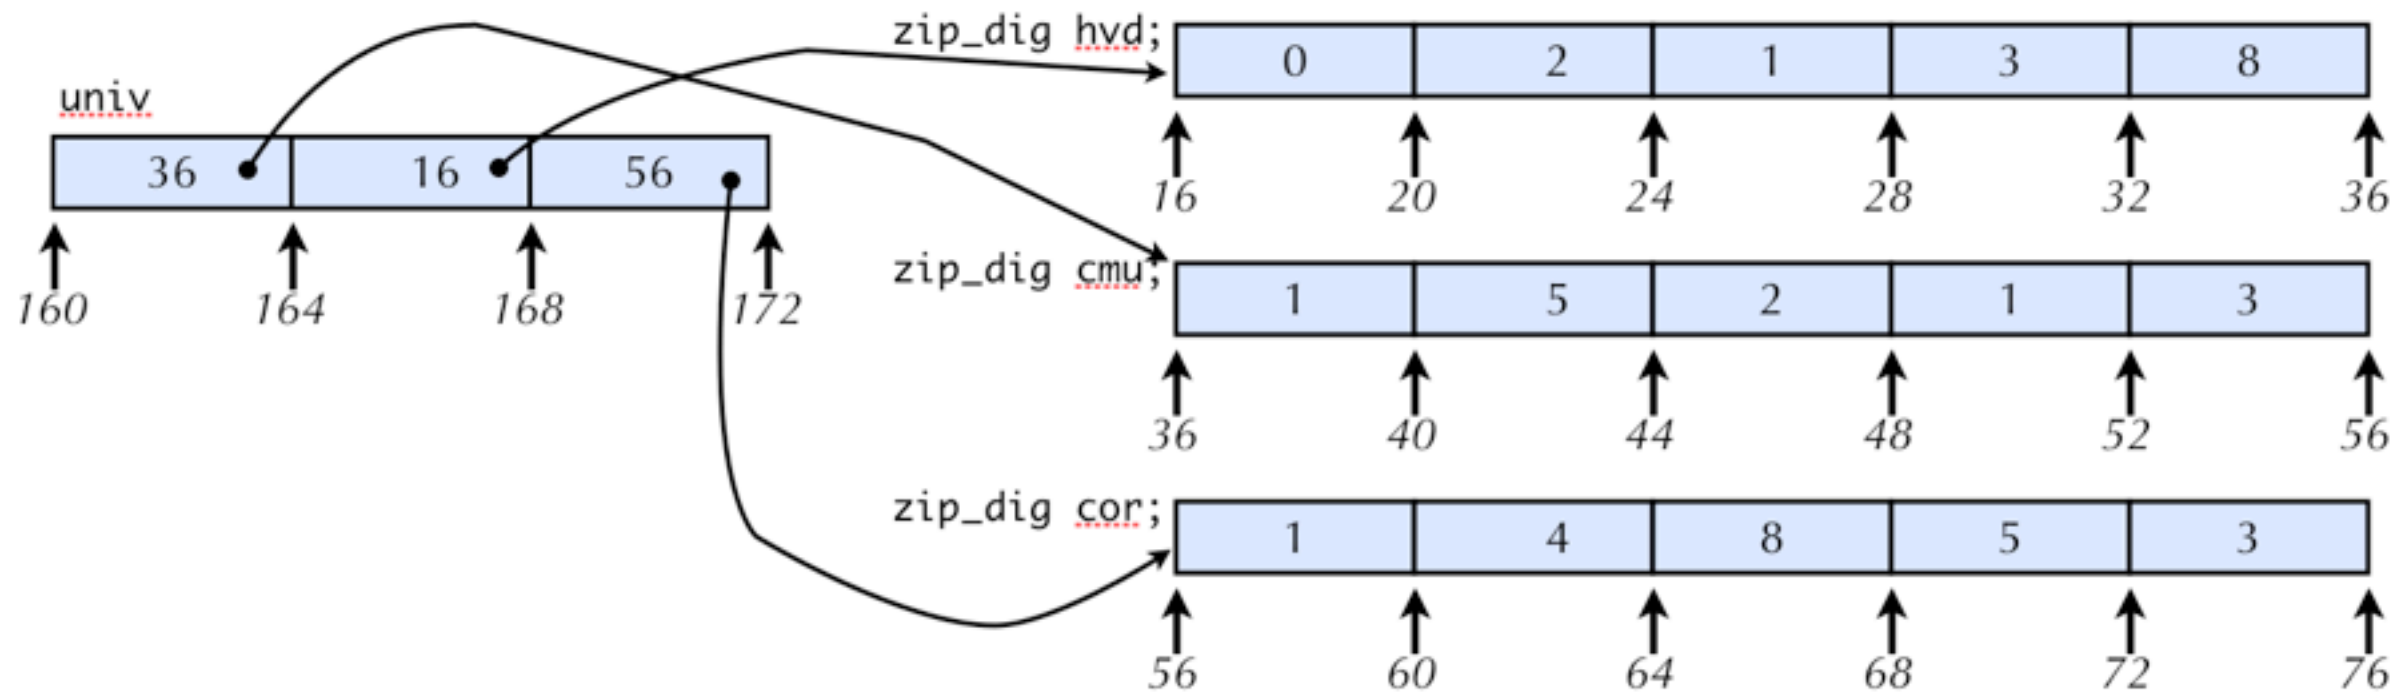 zip_dig hvd;
0 2 1 3 8
16 20 24 28 32 36
univ
36 16 56
160 164 168 172
zip_dig cmu;
1 5 2 1 3
36 40 44 48 52 56
zip_dig cor;
1 4 8 5 3
56 60 64 68 72 76